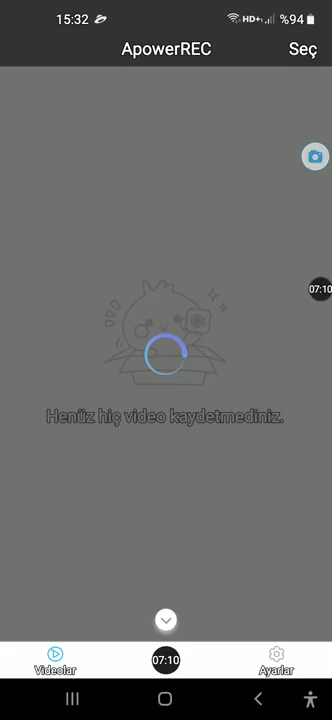 15:32 HD+ %94
ApowerREC Seç
07:10
Henüz hiç video kaydetmediniz.
Videolar 07:10 Ayarlar